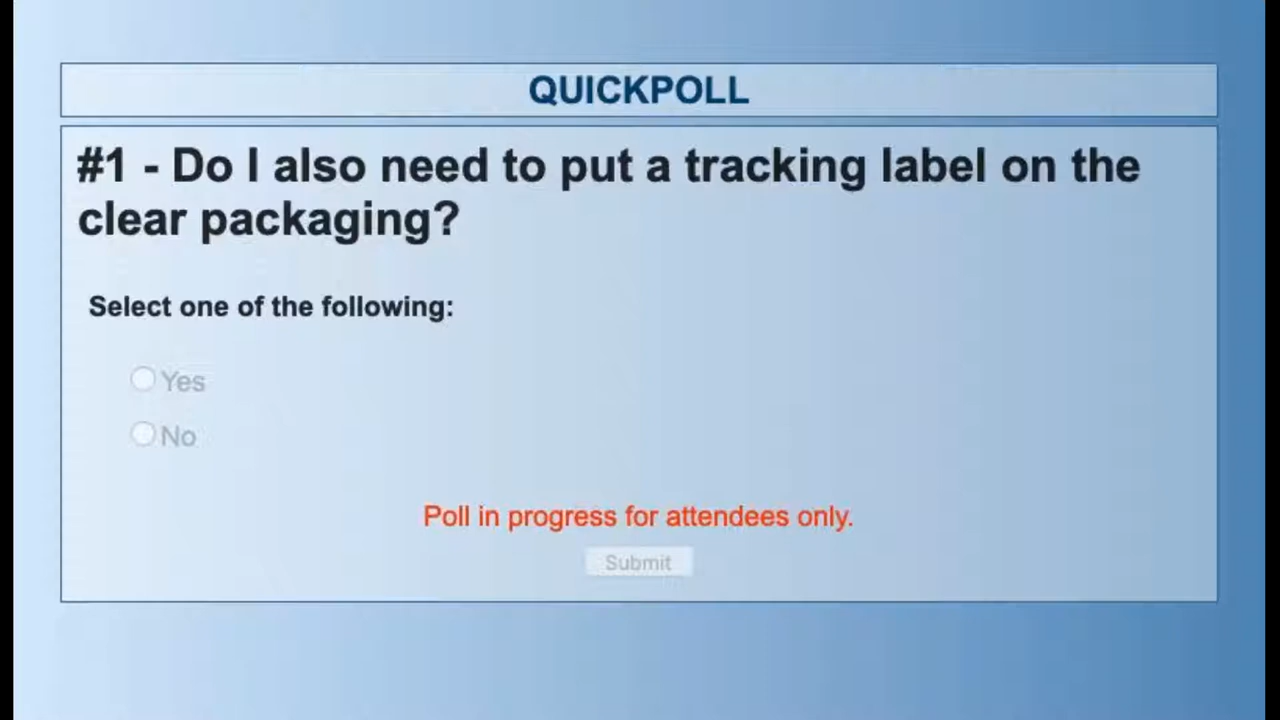 QUICKPOLL
#1 - Do I also need to put a tracking label on the
clear packaging?
Select one of the following:
Yes
No
Poll in progress for attendees only.
Submit